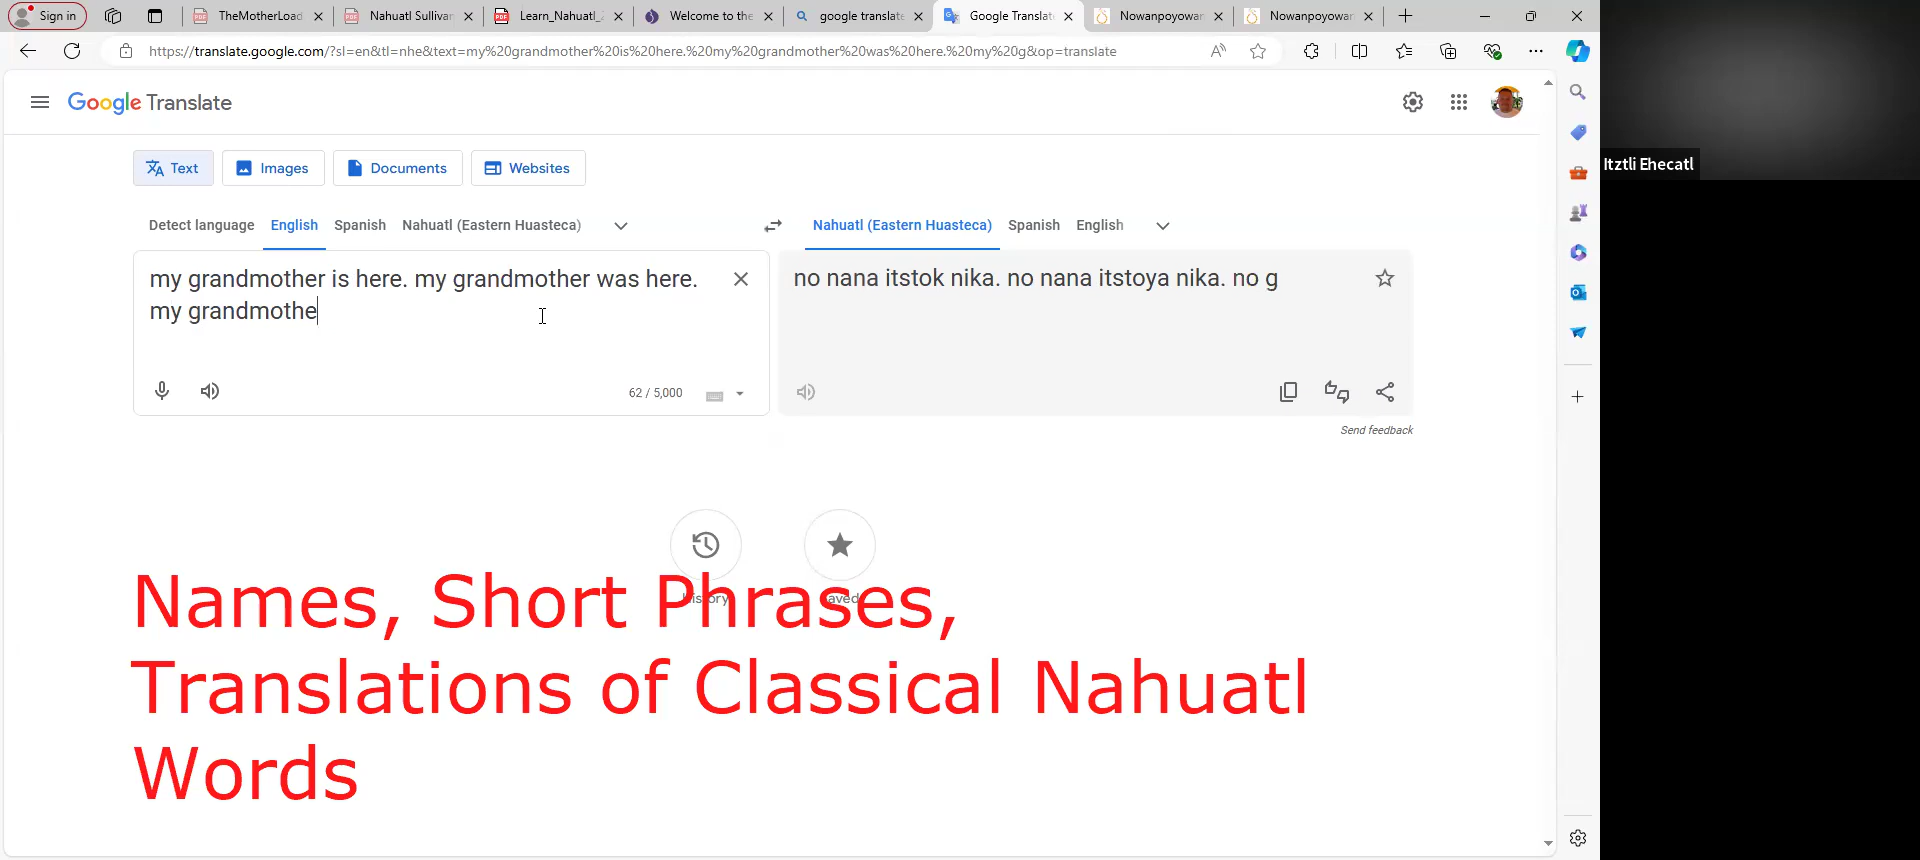 Sign in
TheMotherLoad
Nahuatl Sullivan
Learn_Nahuatl_
Welcome to the
google translate
Google Translate
Nowanpoyowan
Nowanpoyowan
https://translate.google.com/?sl=en&tl=nhe&text=my%20grandmother%20is%20here.%20my%20grandmother%20was%20here.%20my%20g&op=translate
Google Translate
Itztli Ehecatl
Text
Images
Documents
Websites
Detect language
English
Spanish
Nahuatl (Eastern Huasteca)
Nahuatl (Eastern Huasteca)
Spanish
English
my grandmother is here. my grandmother was here.
my grandmothe
no nana itstok nika. no nana itstoya nika. no g
62 / 5,000
Send feedback
History
Saved
Names, Short Phrases,
Translations of Classical Nahuatl
Words